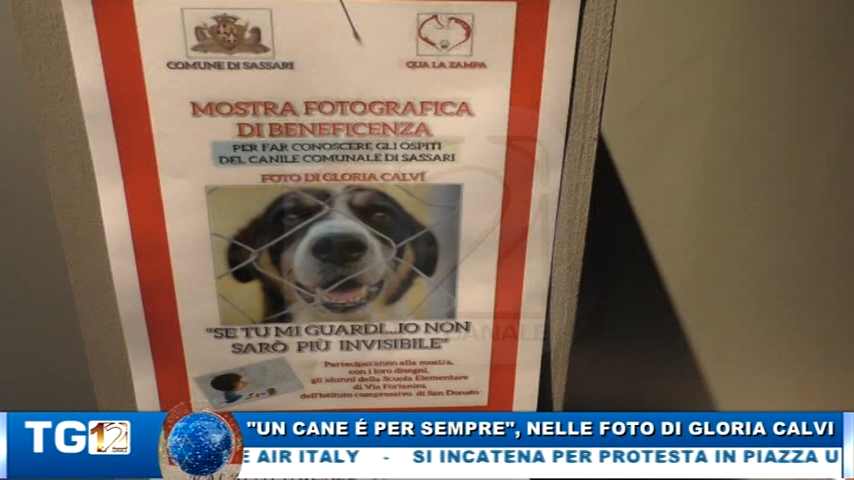 COMUNE DI SASSARI
QUA LA ZAMPA
MOSTRA FOTOGRAFICA
DI BENEFICENZA
PER FAR CONOSCERE GLI OSPITI
DEL CANILE COMUNALE DI SASSARI
FOTO DI GLORIA CALVÍ
"SE TU MI GUARDI...IO NON
SARÒ PIÙ INVISIBILE"
Parteciperanno alla mostra,
con i loro disegni,
gli alunni della Scuola Elementare
di Via Forlanini,
dell'Istituto compressivo di San Donato
CANALE
TG12
"UN CANE É PER SEMPRE", NELLE FOTO DI GLORIA CALVI
E AIR ITALY - SI INCATENA PER PROTESTA IN PIAZZA U